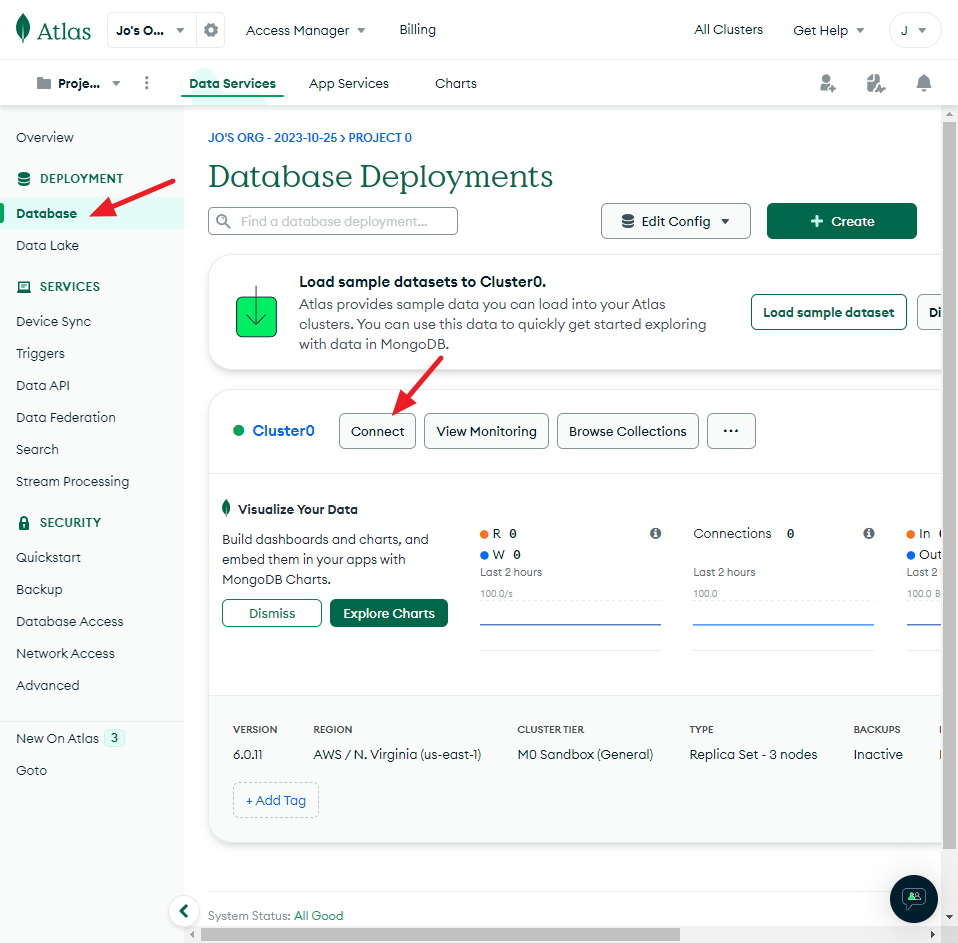 Atlas
Jo's O...
Access Manager
Billing
All Clusters
Get Help
J
Proje...
Data Services
App Services
Charts
Overview
DEPLOYMENT
Database
Data Lake
SERVICES
Device Sync
Triggers
Data API
Data Federation
Search
Stream Processing
SECURITY
Quickstart
Backup
Database Access
Network Access
Advanced
New On Atlas 3
Goto
JO'S ORG - 2023-10-25 > PROJECT 0
Database Deployments
Find a database deployment...
Edit Config
+ Create
Load sample datasets to Cluster0.
Atlas provides sample data you can load into your Atlas
clusters. You can use this data to quickly get started exploring
with data in MongoDB.
Load sample dataset
Di
Cluster0
Connect
View Monitoring
Browse Collections
...
Visualize Your Data
Build dashboards and charts, and
embed them in your apps with
MongoDB Charts.
Dismiss
Explore Charts
R 0
W 0
Last 2 hours
100.0/s
Connections 0
Last 2 hours
100.0
In
Out
Last 2
100.0 B
VERSION
6.0.11
REGION
AWS / N. Virginia (us-east-1)
CLUSTER TIER
M0 Sandbox (General)
TYPE
Replica Set - 3 nodes
BACKUPS
Inactive
+ Add Tag
System Status: All Good